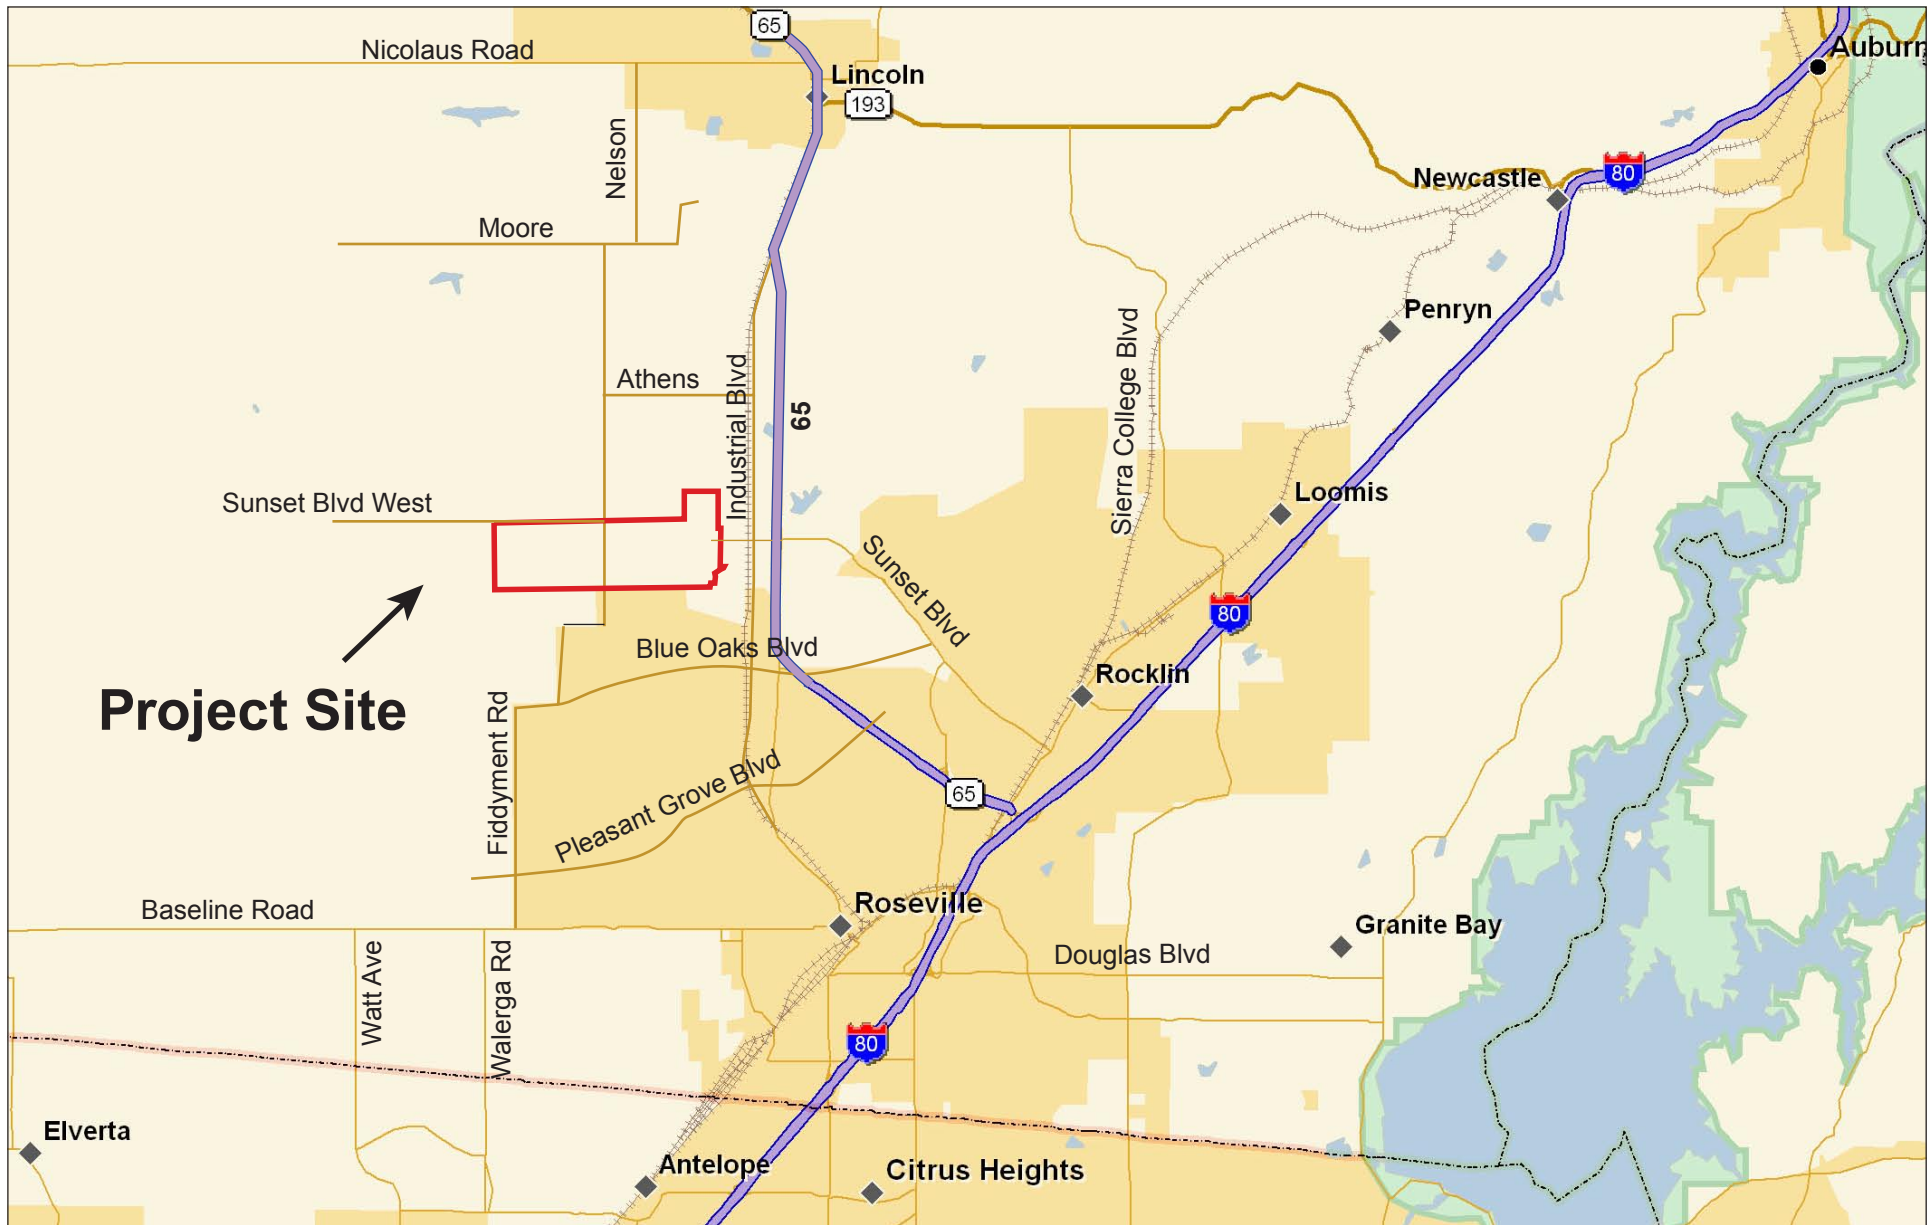 65
Nicolaus Road
Lincoln
193
Auburn
Nelson
Newcastle
80
Moore
Penryn
Athens
Industrial Blvd
65
Sierra College Blvd
Sunset Blvd West
Loomis
Sunset Blvd
80
Blue Oaks Blvd
Rocklin
Project Site
Fiddyment Rd
Pleasant Grove Blvd
65
Baseline Road
Roseville
Granite Bay
Douglas Blvd
Watt Ave
Walerga Rd
80
Elverta
Antelope
Citrus Heights